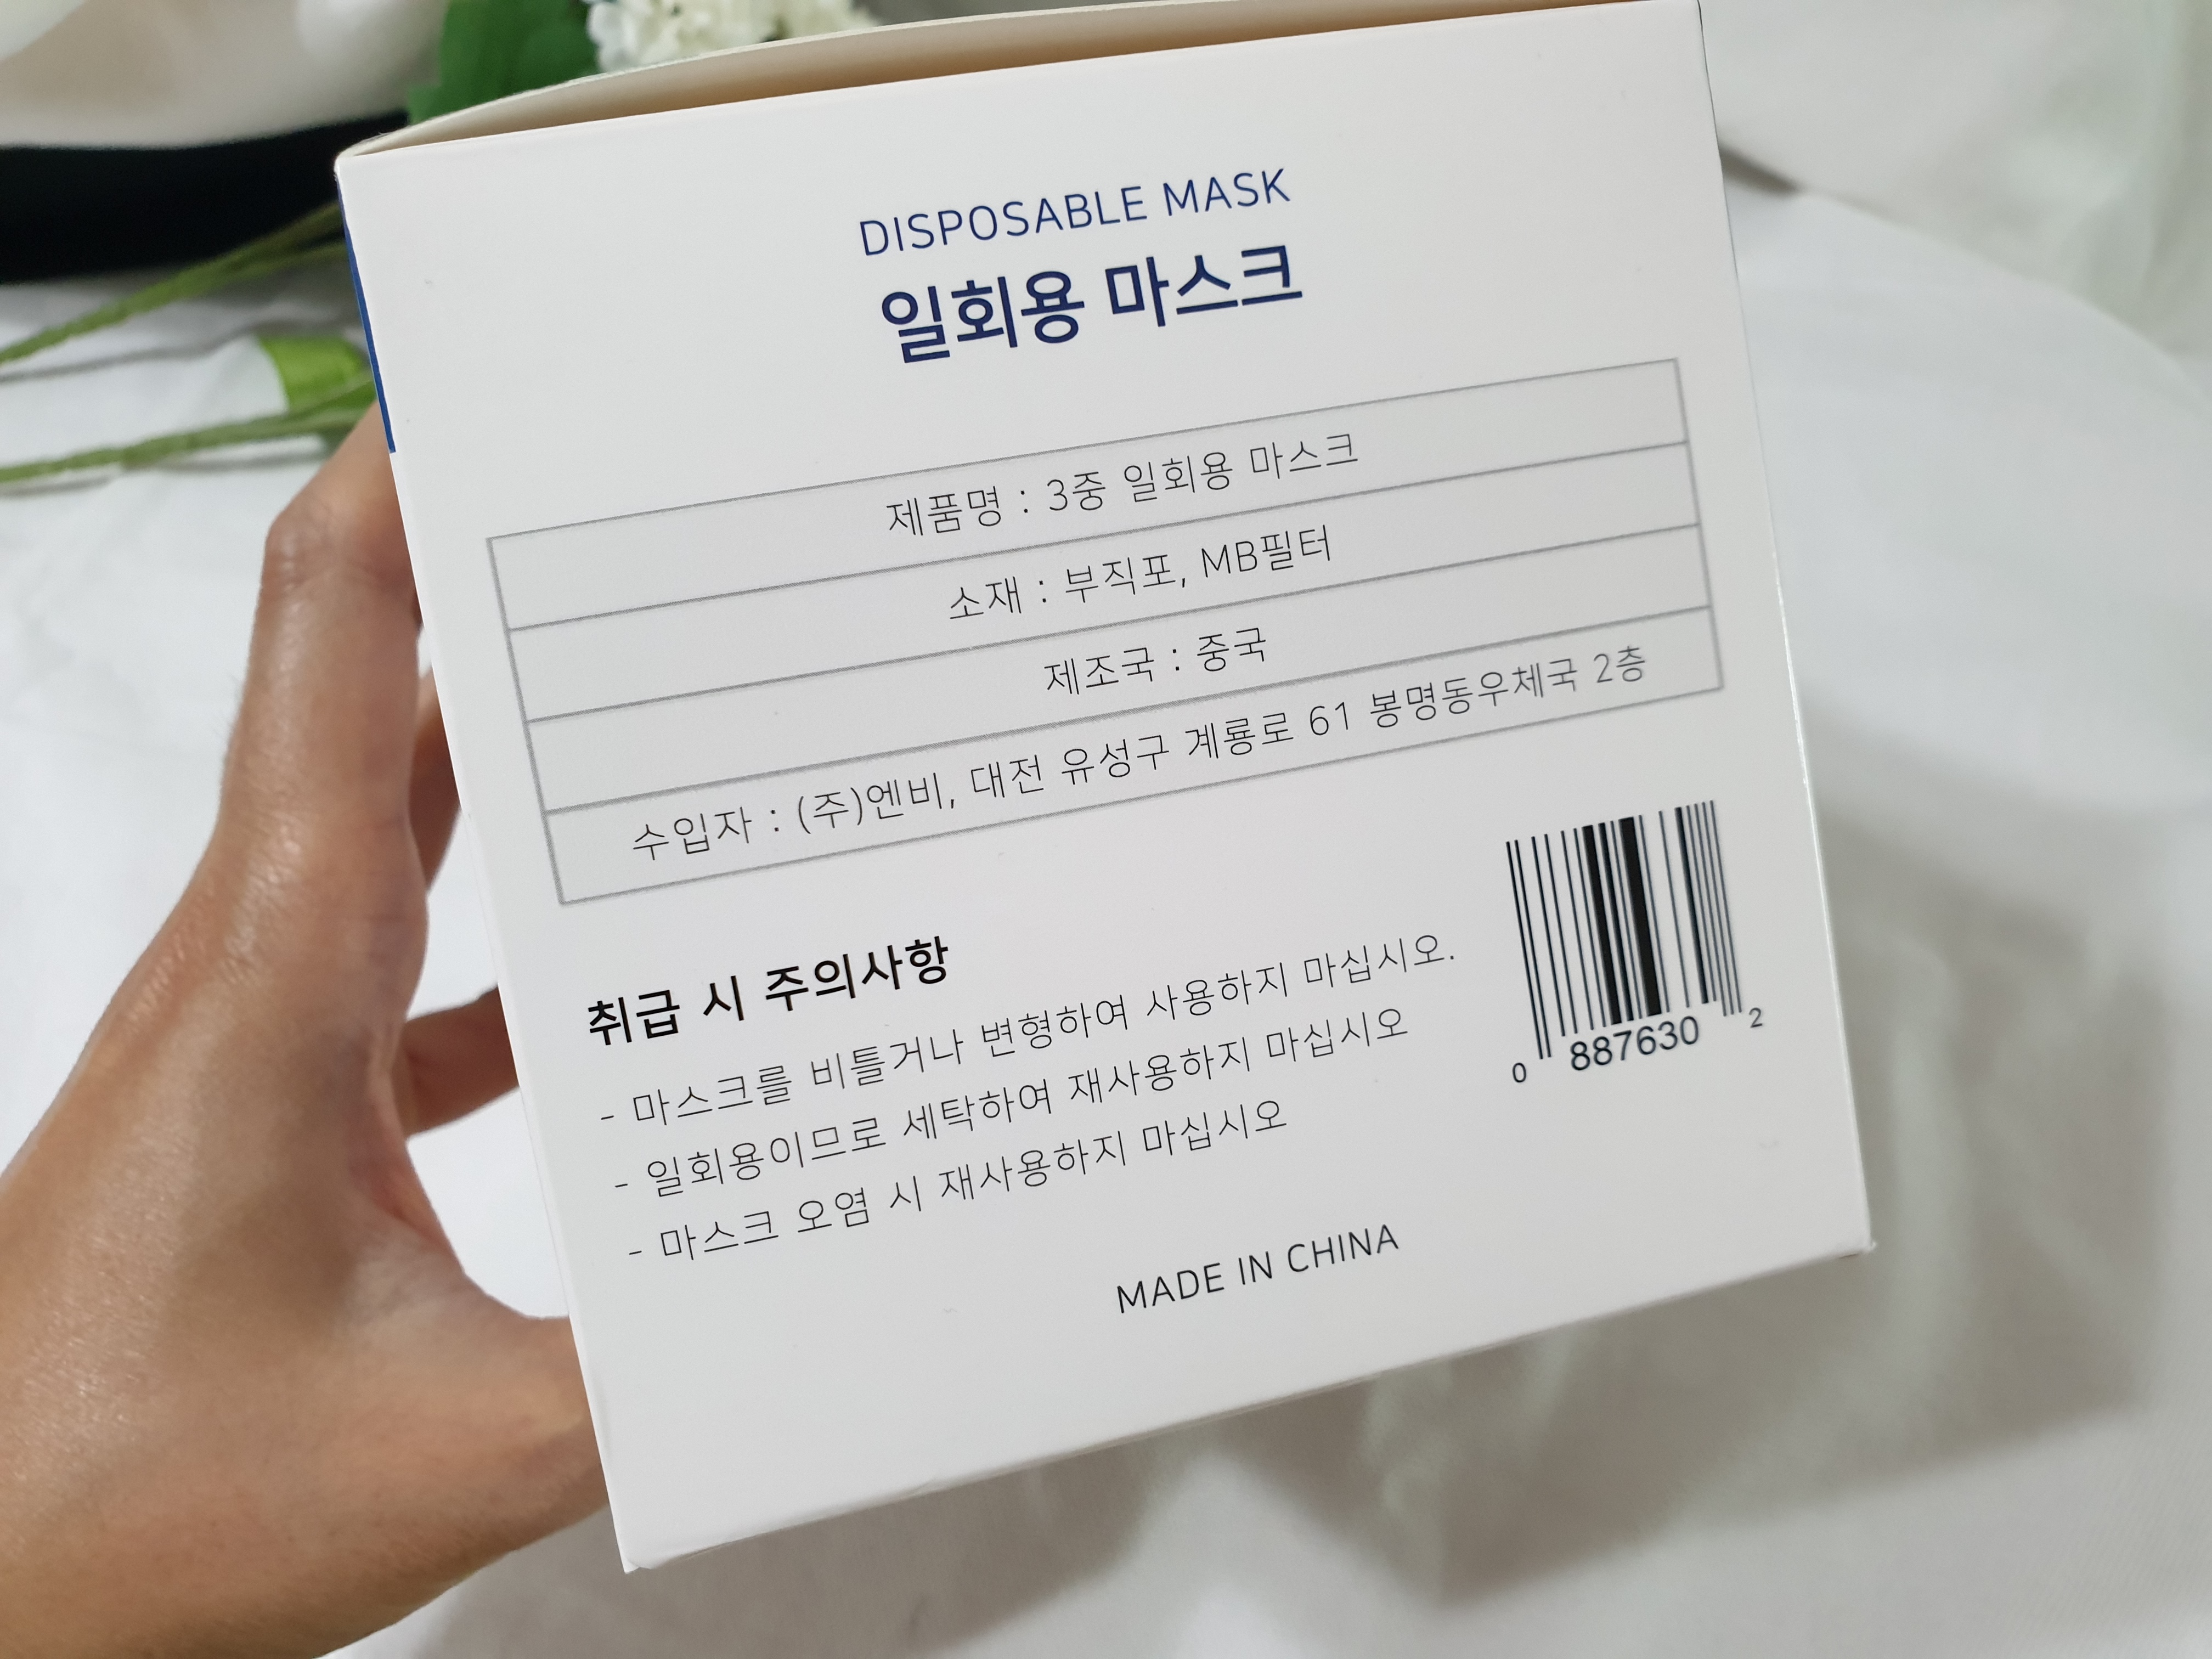 DISPOSABLE MASK
일회용 마스크
제품명 : 3중 일회용 마스크
소재 : 부직포, MB필터
제조국 : 중국
수입자 : (주)엔비, 대전 유성구 계룡로 61 봉명동우체국 2층
취급 시 주의사항
- 마스크를 비틀거나 변형하여 사용하지 마십시오.
- 일회용이므로 세탁하여 재사용하지 마십시오
- 마스크 오염 시 재사용하지 마십시오
0 887630 2
MADE IN CHINA